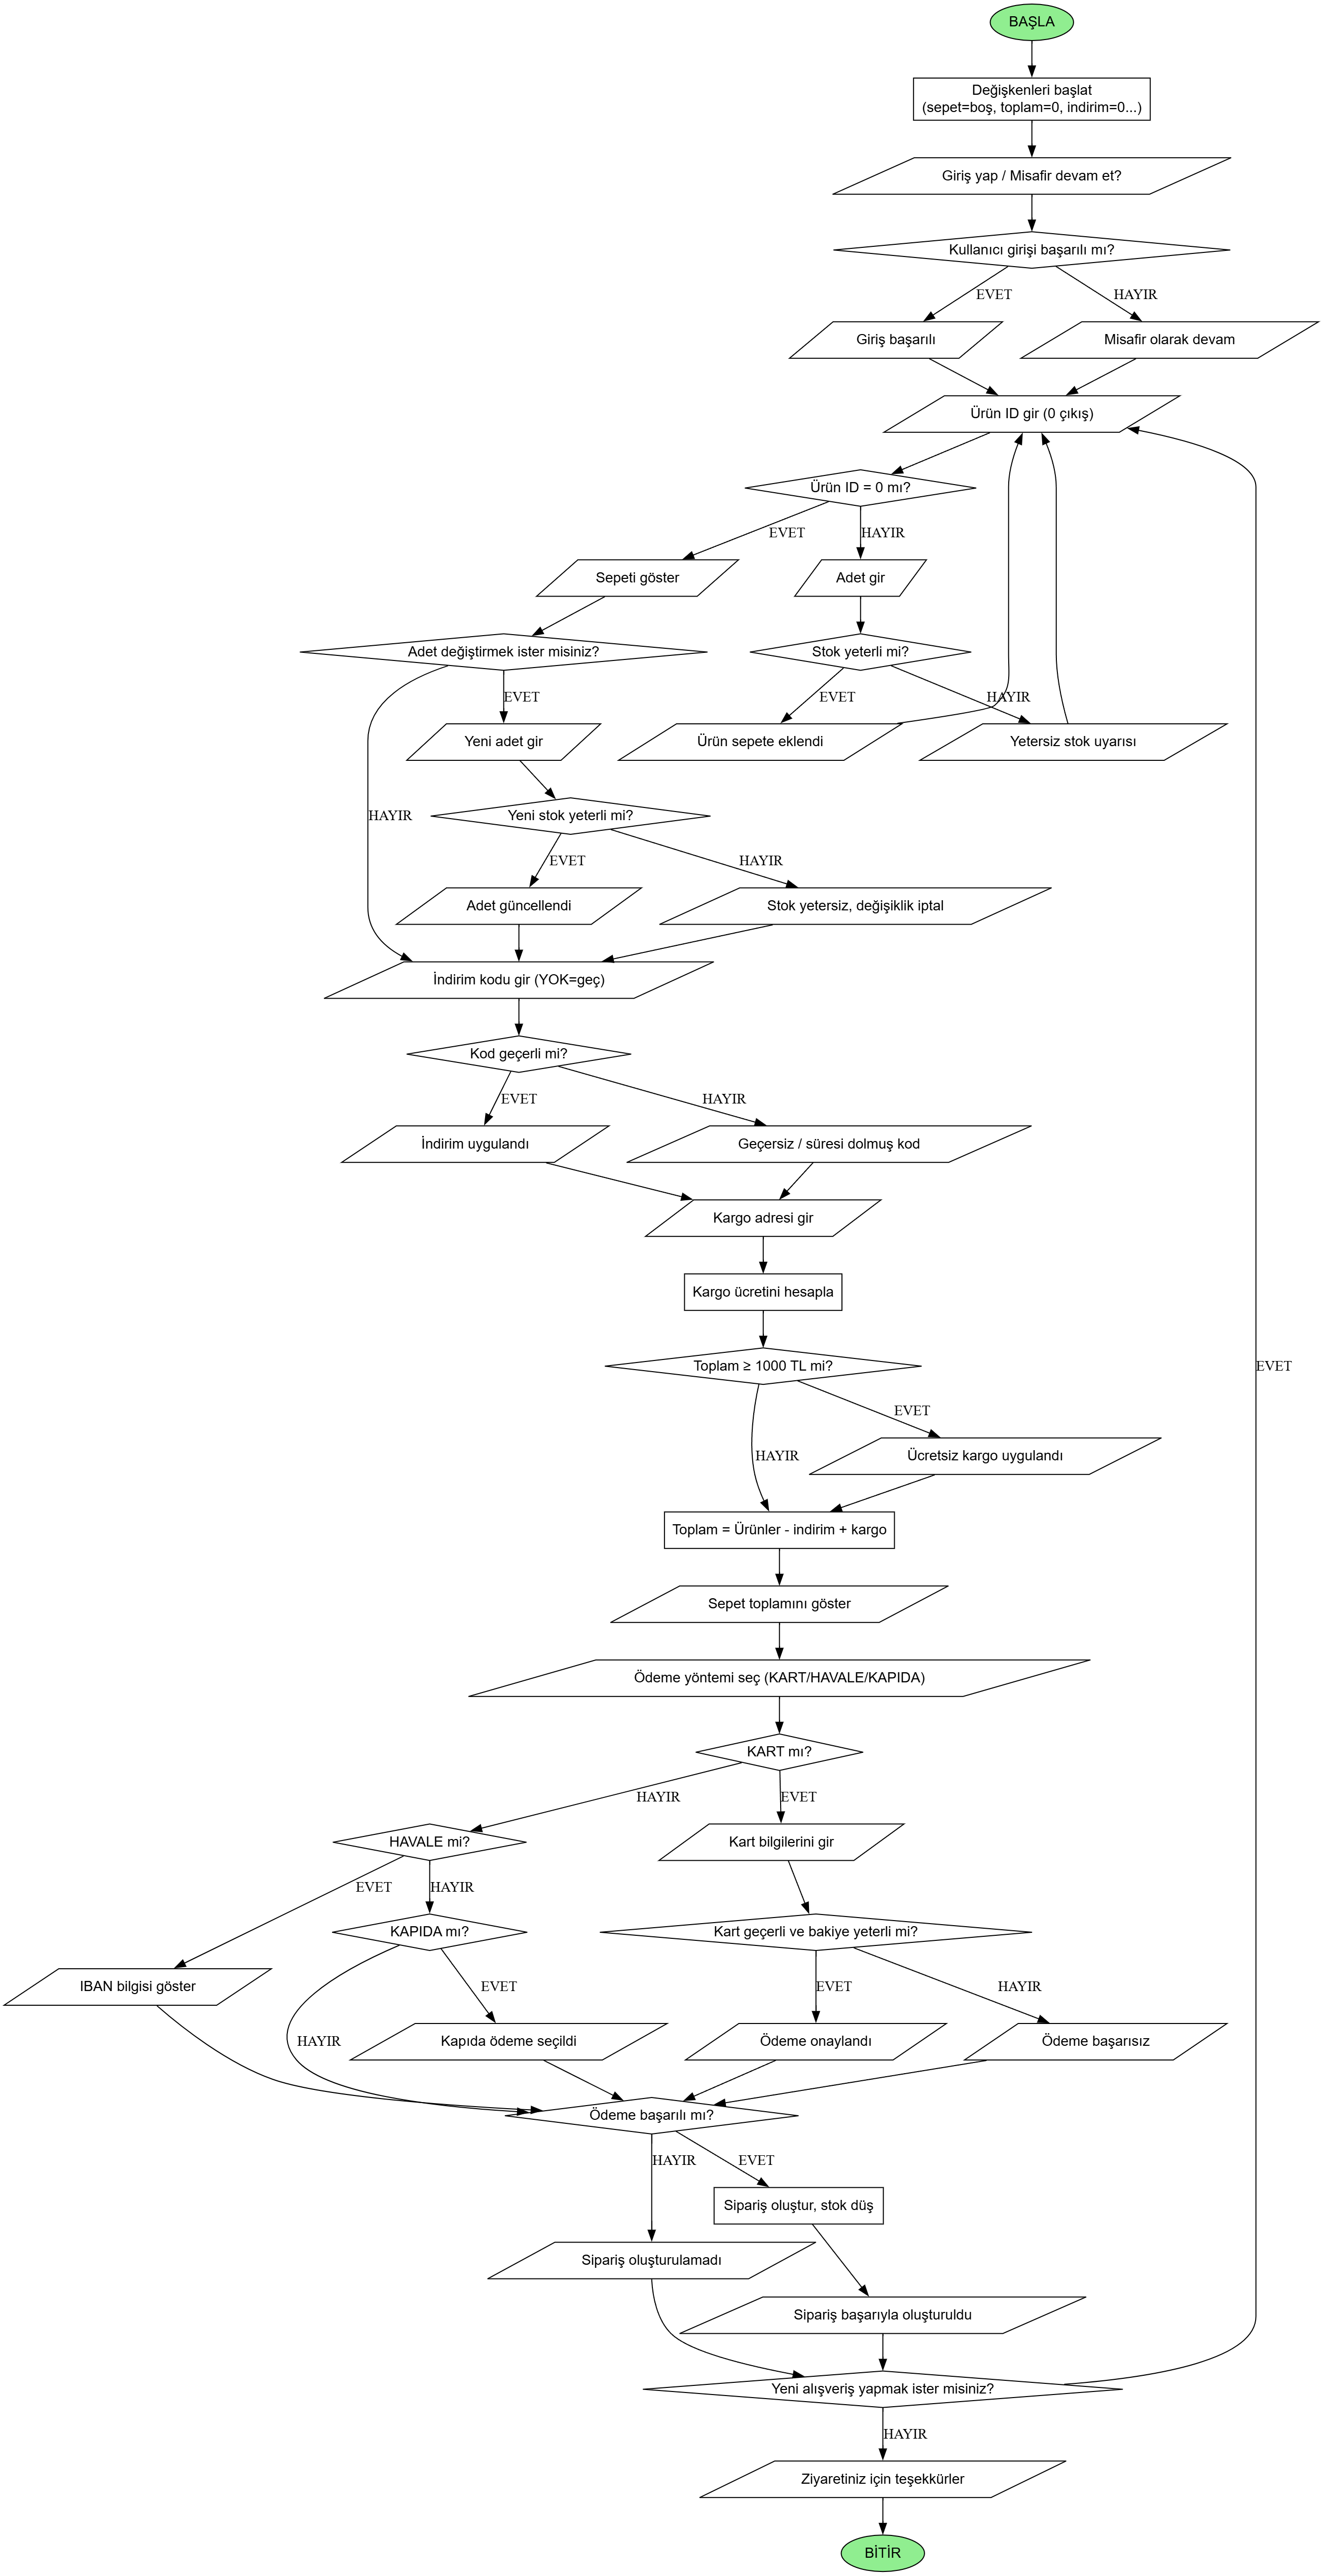 BAŞLA
Değişkenleri başlat
(sepet=boş, toplam=0, indirim=0...)
Giriş yap / Misafir devam et?
Kullanıcı girişi başarılı mı?
EVET
HAYIR
Giriş başarılı
Misafir olarak devam
Ürün ID gir (0 çıkış)
Ürün ID = 0 mı?
EVET
HAYIR
Sepeti göster
Adet gir
Adet değiştirmek ister misiniz?
Stok yeterli mi?
EVET
EVET
HAYIR
Yeni adet gir
Ürün sepete eklendi
Yetersiz stok uyarısı
HAYIR
Yeni stok yeterli mi?
EVET
HAYIR
Adet güncellendi
Stok yetersiz, değişiklik iptal
İndirim kodu gir (YOK=geç)
Kod geçerli mi?
EVET
HAYIR
İndirim uygulandı
Geçersiz / süresi dolmuş kod
Kargo adresi gir
Kargo ücretini hesapla
Toplam ≥ 1000 TL mi?
EVET
EVET
HAYIR
Ücretsiz kargo uygulandı
Toplam = Ürünler - indirim + kargo
Sepet toplamını göster
Ödeme yöntemi seç (KART/HAVALE/KAPIDA)
KART mı?
HAYIR
EVET
HAVALE mi?
Kart bilgilerini gir
EVET
HAYIR
KAPIDA mı?
Kart geçerli ve bakiye yeterli mi?
IBAN bilgisi göster
EVET
EVET
HAYIR
HAYIR
Kapıda ödeme seçildi
Ödeme onaylandı
Ödeme başarısız
Ödeme başarılı mı?
HAYIR
EVET
Sipariş oluştur, stok düş
Sipariş oluşturulamadı
Sipariş başarıyla oluşturuldu
Yeni alışveriş yapmak ister misiniz?
HAYIR
Ziyaretiniz için teşekkürler
BİTİR